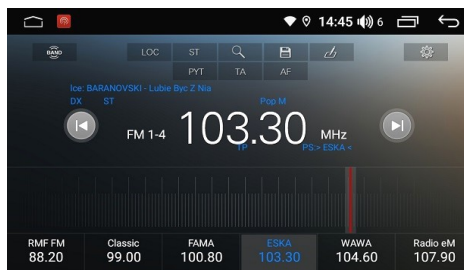 14:45 6
BAND LOC ST
PYT TA AF
Ice: BARANOVSKI - Lubie Byc Z Nia
DX ST Pop M
FM 1-4 103.30 MHz
TP PS:> ESKA <
RMF FM Classic FAMA ESKA WAWA Radio eM
88.20 99.00 100.80 103.30 104.60 107.90